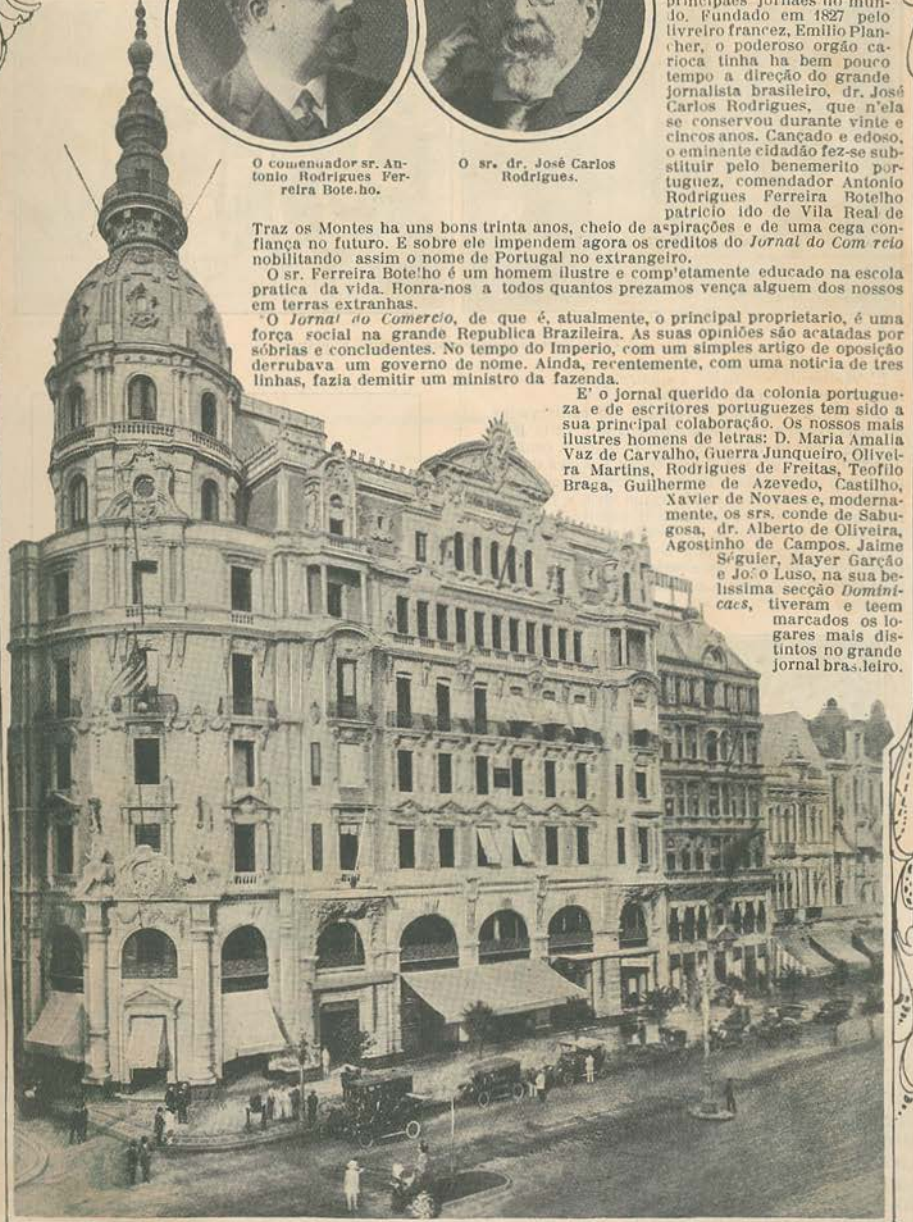 O comendador sr. An-
tonio Rodrigues Fer-
reira Bote.ho.
O sr. dr. José Carlos
Rodrigues.
principaes jornaes do mun-
do. Fundado em 1827 pelo
livreiro francez, Emilio Plan-
cher, o poderoso orgão ca-
rioca tinha ha bem pouco
tempo a direção do grande
jornalista brasileiro, dr. José
Carlos Rodrigues, que n'ela
se conservou durante vinte e
cincos anos. Cançado e edoso,
o eminente cidadão fez-se sub-
stituir pelo benemerito por-
tuguez, comendador Antonio
Rodrigues Ferreira Botelho
patricio ido de Vila Real de
Traz os Montes ha uns bons trinta anos, cheio de aspirações e de uma cega con-
fiança no futuro. E sobre ele impendem agora os creditos do Jornal do Com rcio
nobilitando assim o nome de Portugal no extrangeiro.
O sr. Ferreira Botelho é um homem ilustre e comp'etamente educado na escola
pratica da vida. Honra-nos a todos quantos prezamos vença alguem dos nossos
em terras extranhas.
O Jornal do Comercio, de que é, atualmente, o principal proprietario, é uma
força social na grande Republica Brazileira. As suas opiniões são acatadas por
sóbrias e concludentes. No tempo do Imperio, com um simples artigo de oposição
derrubava um governo de nome. Ainda, recentemente, com uma noticia de tres
linhas, fazia demitir um ministro da fazenda.
E' o jornal querido da colonia portugue-
za e de escritores portuguezes tem sido a
sua principal colaboração. Os nossos mais
ilustres homens de letras: D. Maria Amalia
Vaz de Carvalho, Guerra Junqueiro, Olivei-
ra Martins, Rodrigues de Freitas, Teofilo
Braga, Guilherme de Azevedo, Castilho,
Xavier de Novaes e, moderna-
mente, os srs. conde de Sabu-
gosa, dr. Alberto de Oliveira,
Agostinho de Campos. Jaime
Séguier, Mayer Garção
e João Luso, na sua be-
lissima secção Domini-
caes, tiveram e teem
marcados os lo-
gares mais dis-
tintos no grande
jornal bras.leiro.